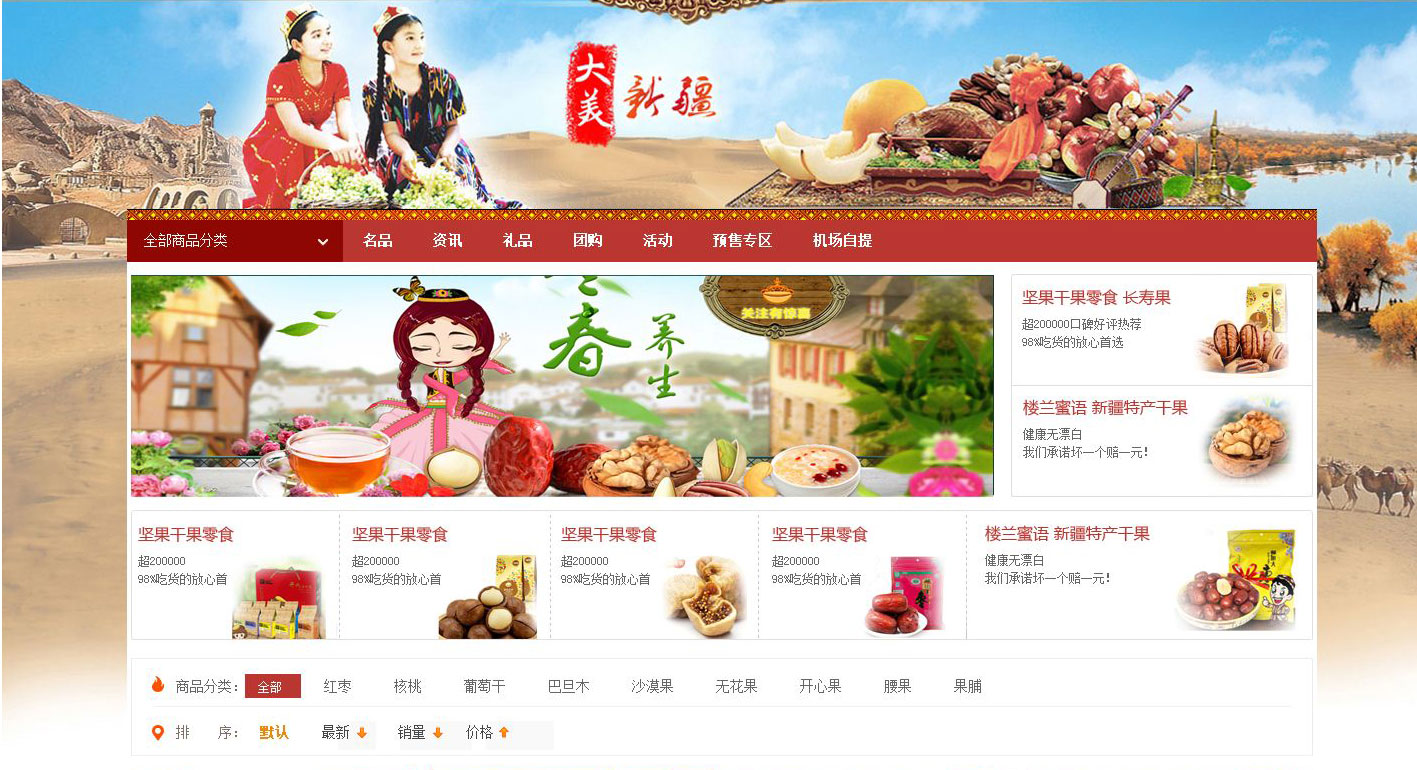 大美
新疆
全部商品分类
名品 资讯 礼品 团购 活动 预售专区 机场自提
春
养生
关注有惊喜
坚果干果零食 长寿果
超200000口碑好评热荐
98%吃货的放心首选
楼兰蜜语 新疆特产干果
健康无漂白
我们承诺坏一个赔一元!
坚果干果零食
超200000
98%吃货的放心首
坚果干果零食
超200000
98%吃货的放心首
坚果干果零食
超200000
98%吃货的放心首
坚果干果零食
超200000
98%吃货的放心首
楼兰蜜语 新疆特产干果
健康无漂白
我们承诺坏一个赔一元!
商品分类: 全部 红枣 核桃 葡萄干 巴旦木 沙漠果 无花果 开心果 腰果 果脯
排 序: 默认 最新 销量 价格